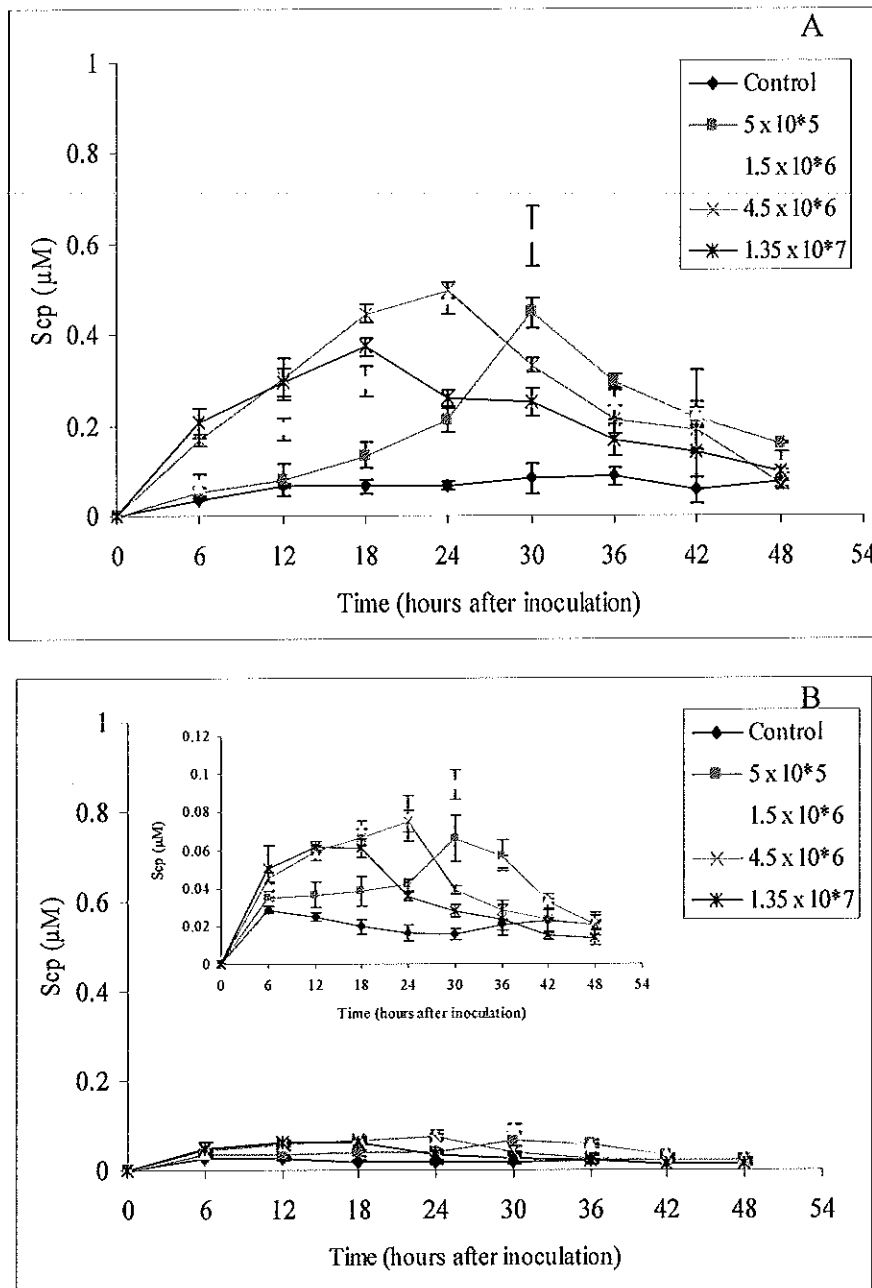 A
1
0.8
0.6
0.4
0.2
0
Scp (µM)
Control
5 x 10*5
1.5 x 10*6
4.5 x 10*6
1.35 x 10*7
0 6 12 18 24 30 36 42 48 54
Time (hours after inoculation)
B
1
0.8
0.6
0.4
0.2
0
Scp (µM)
0.12
0.1
0.08
0.06
0.04
0.02
0
Scp (µM)
0 6 12 18 24 30 36 42 48 54
Time (hours after inoculation)
Control
5 x 10*5
1.5 x 10*6
4.5 x 10*6
1.35 x 10*7
0 6 12 18 24 30 36 42 48 54
Time (hours after inoculation)